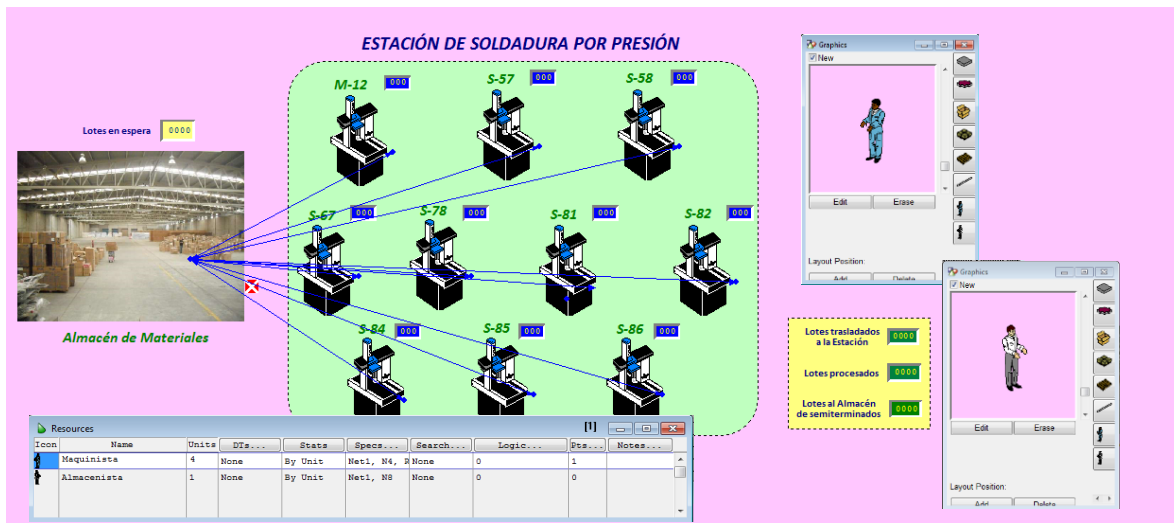 ESTACIÓN DE SOLDADURA POR PRESIÓN
Lotes en espera 0000
Almacén de Materiales
M-12 000
S-57 000
S-58 000
S-67 000
S-78 000
S-81 000
S-82 000
S-84 000
S-85 000
S-86 000
Graphics
New
Edit Erase
Layout Position:
Add Delete
Graphics
New
Edit Erase
Layout Position:
Add Delete
Lotes trasladados
a la Estación 0000
Lotes procesados 0000
Lotes al Almacén
de semiterminados 0000
Resources [1]
Icon Name Units DTs... Stats Specs... Search... Logic... Pts... Notes...
Maquinista 4 None By Unit Net1, N4, R None 0 1
Almacenista 1 None By Unit Net1, N8 None 0 0